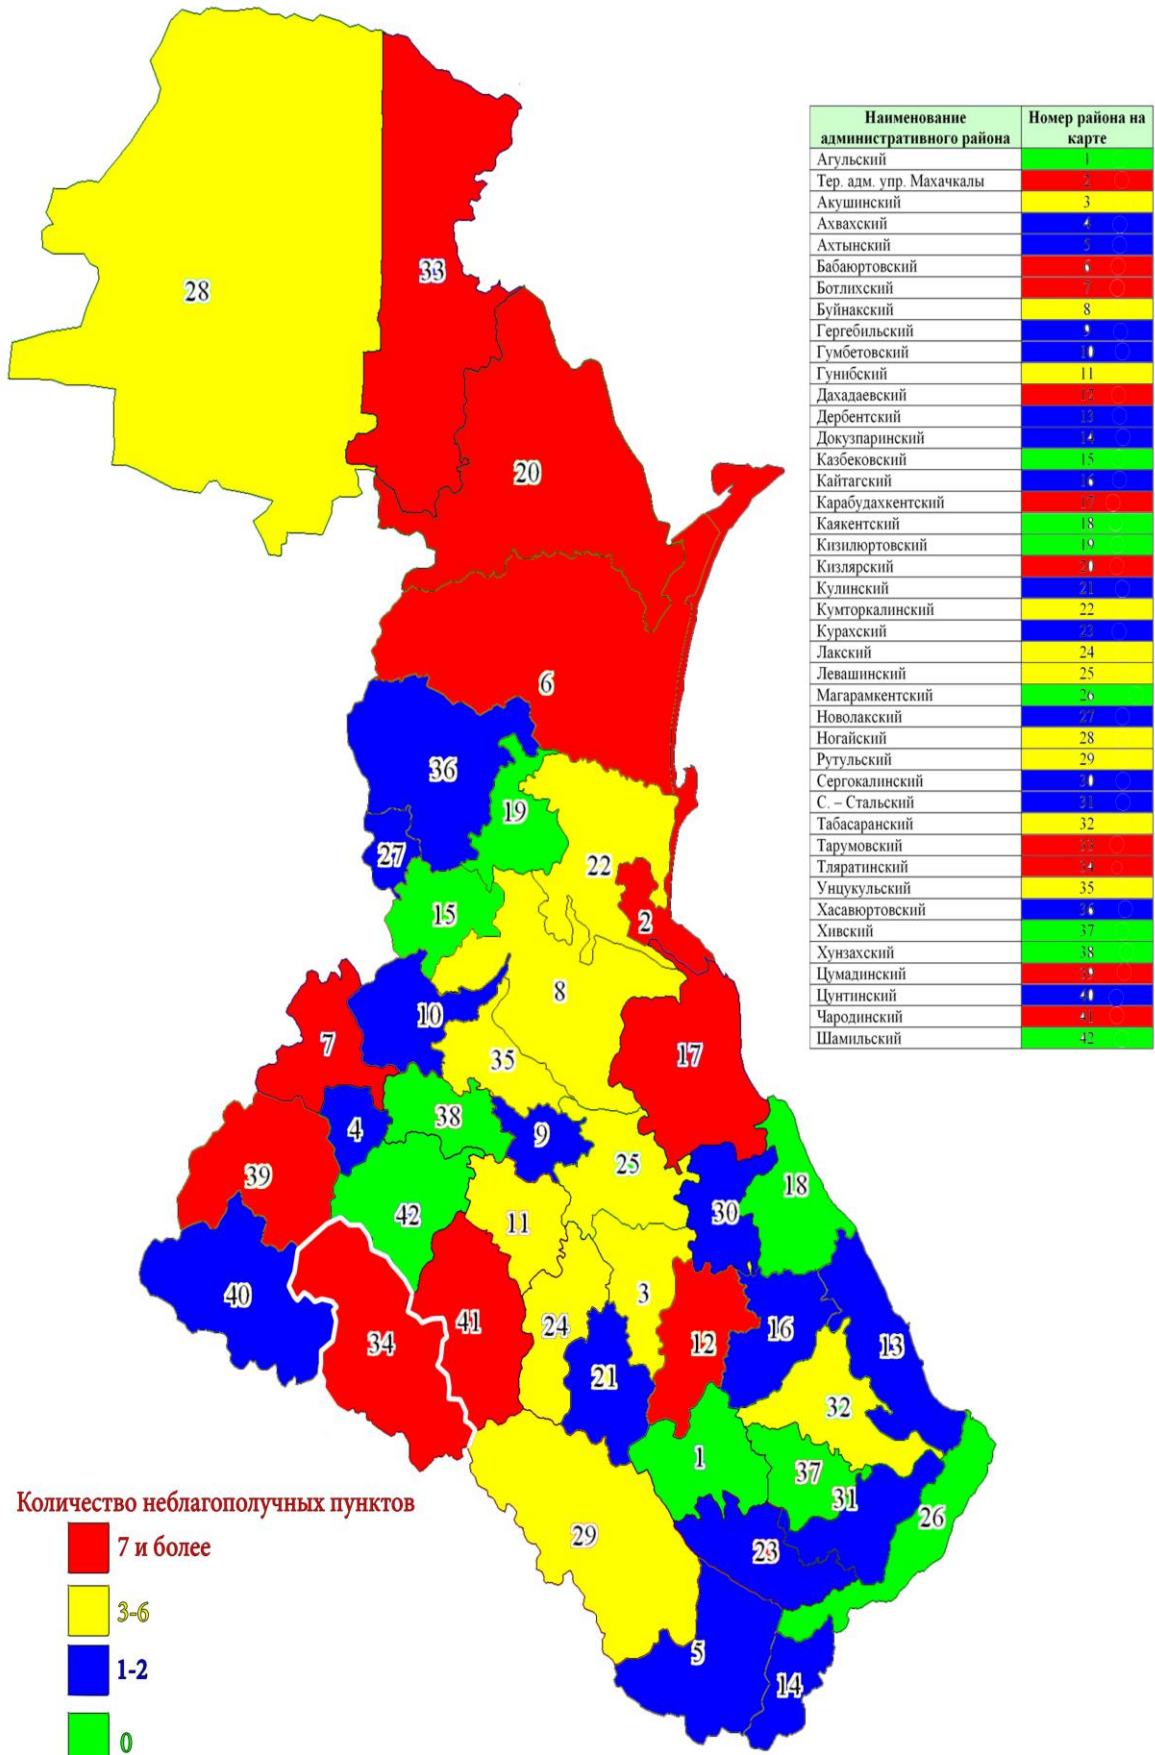 Наименование административного района Номер района на карте
Агульский 1
Тер. адм. упр. Махачкалы 2
Акушинский 3
Ахвахский 4
Ахтынский 5
Бабаюртовский 6
Ботлихский 7
Буйнакский 8
Гергебильский 9
Гумбетовский 10
Гунибский 11
Дахадаевский 12
Дербентский 13
Докузпаринский 14
Казбековский 15
Кайтагский 16
Карабудахкентский 17
Каякентский 18
Кизилюртовский 19
Кизлярский 20
Кулинский 21
Кумторкалинский 22
Курахский 23
Лакский 24
Левашинский 25
Магарамкентский 26
Новолакский 27
Ногайский 28
Рутульский 29
Сергокалинский 30
С. – Стальский 31
Табасаранский 32
Тарумовский 33
Тляратинский 34
Унцукульский 35
Хасавюртовский 36
Хивский 37
Хунзахский 38
Цумадинский 39
Цунтинский 40
Чародинский 41
Шамильский 42
33
28
20
6
36
19
27
22
15
2
8
10
7
17
35
38
4
9
25
39
18
42
11
30
40
3
41
24
34
12
16
13
21
32
1
37
31
26
29
23
5
14
Количество неблагополучных пунктов
7 и более
3-6
1-2
0